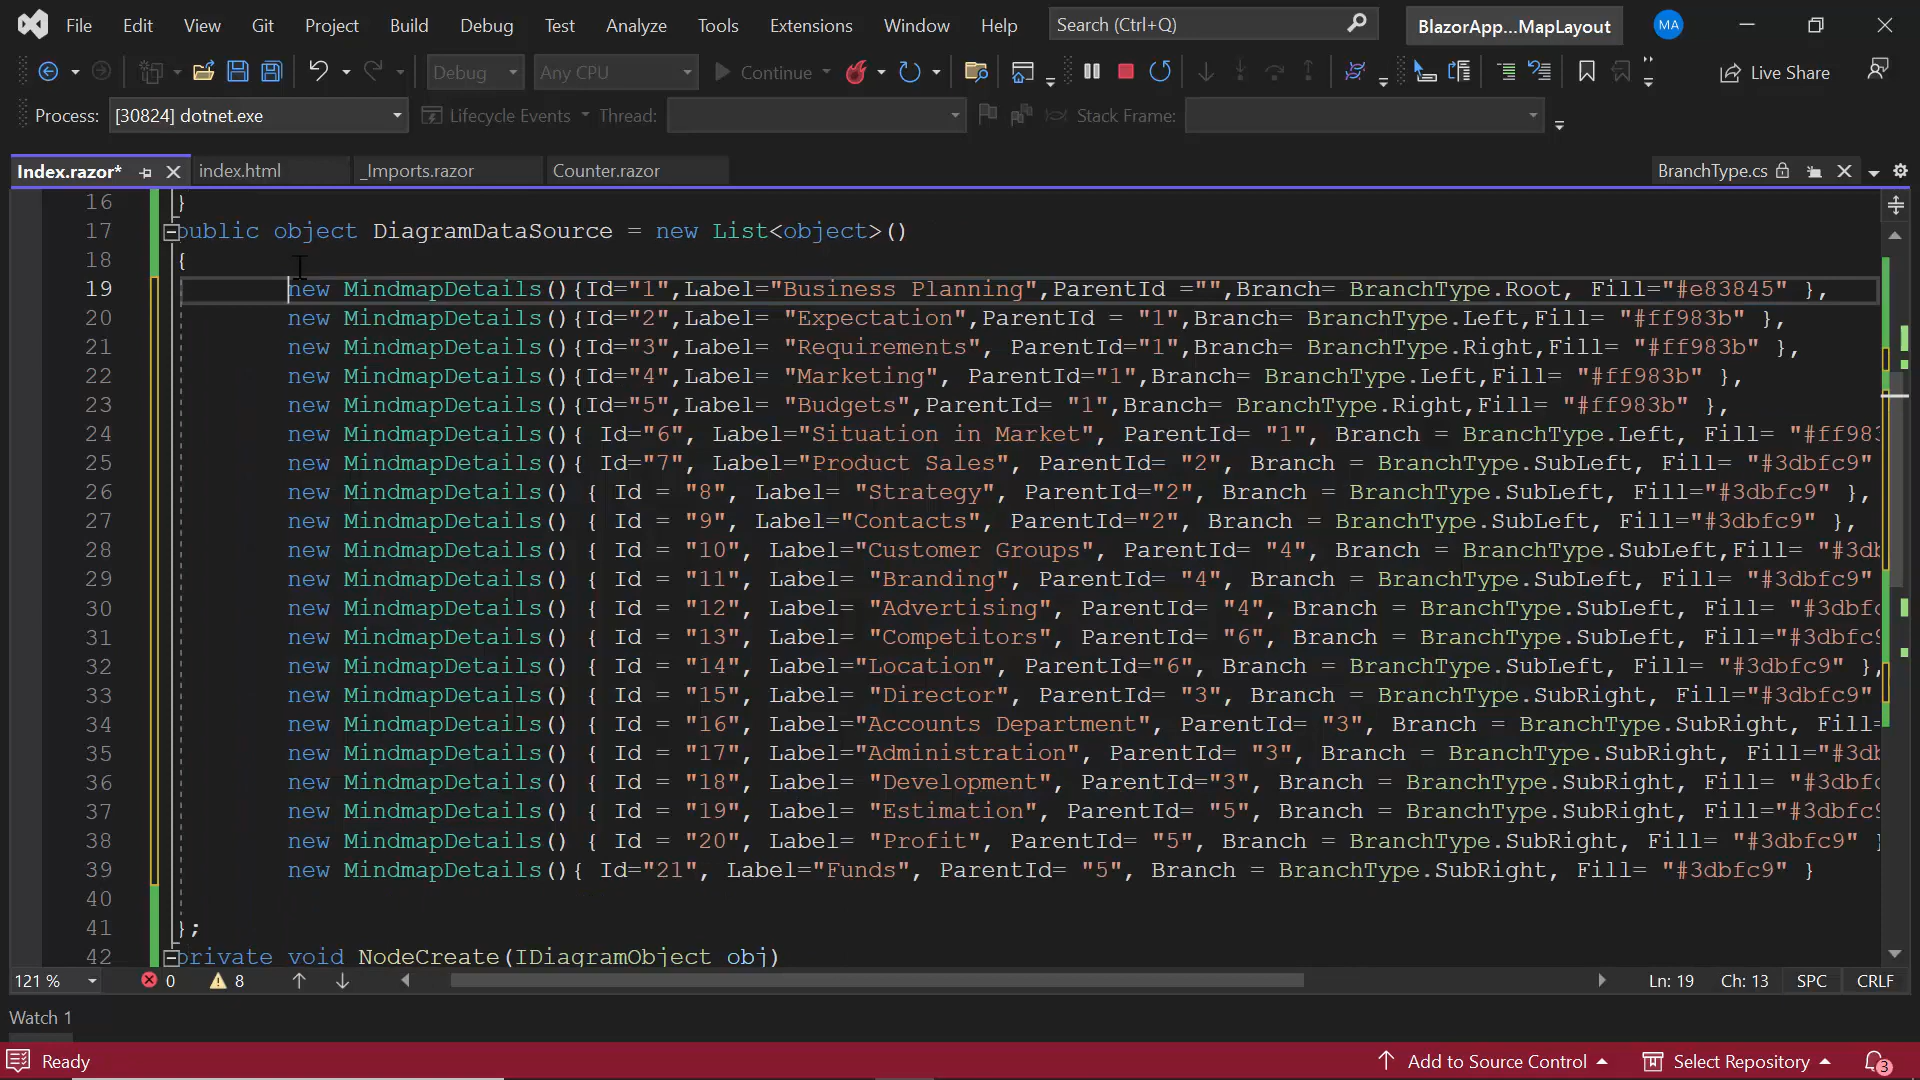 File Edit View Git Project Build Debug Test Analyze Tools Extensions Window Help Search (Ctrl+Q) BlazorApp...MapLayout MA
Debug Any CPU Continue Live Share
Process: [30824] dotnet.exe Lifecycle Events Thread: Stack Frame:
Index.razor* index.html _Imports.razor Counter.razor BranchType.cs
16 }
17 public object DiagramDataSource = new List<object>()
18 {
19 new MindmapDetails(){Id="1",Label="Business Planning",ParentId ="",Branch= BranchType.Root, Fill="#e83845" },
20 new MindmapDetails(){Id="2",Label= "Expectation",ParentId = "1",Branch= BranchType.Left,Fill= "#ff983b" },
21 new MindmapDetails(){Id="3",Label= "Requirements", ParentId="1",Branch= BranchType.Right,Fill= "#ff983b" },
22 new MindmapDetails(){Id="4",Label= "Marketing", ParentId="1",Branch= BranchType.Left,Fill= "#ff983b" },
23 new MindmapDetails(){Id="5",Label= "Budgets",ParentId= "1",Branch= BranchType.Right,Fill= "#ff983b" },
24 new MindmapDetails(){ Id="6", Label="Situation in Market", ParentId= "1", Branch = BranchType.Left, Fill= "#ff983
25 new MindmapDetails(){ Id="7", Label="Product Sales", ParentId= "2", Branch = BranchType.SubLeft, Fill= "#3dbfc9"
26 new MindmapDetails() { Id = "8", Label= "Strategy", ParentId="2", Branch = BranchType.SubLeft, Fill="#3dbfc9" },
27 new MindmapDetails() { Id = "9", Label="Contacts", ParentId="2", Branch = BranchType.SubLeft, Fill="#3dbfc9" },
28 new MindmapDetails() { Id = "10", Label="Customer Groups", ParentId= "4", Branch = BranchType.SubLeft,Fill= "#3db
29 new MindmapDetails() { Id = "11", Label= "Branding", ParentId= "4", Branch = BranchType.SubLeft, Fill= "#3dbfc9"
30 new MindmapDetails() { Id = "12", Label= "Advertising", ParentId= "4", Branch = BranchType.SubLeft, Fill= "#3dbfc
31 new MindmapDetails() { Id = "13", Label= "Competitors", ParentId= "6", Branch = BranchType.SubLeft, Fill= "#3dbfc9
32 new MindmapDetails() { Id = "14", Label="Location", ParentId="6", Branch = BranchType.SubLeft, Fill= "#3dbfc9" },
33 new MindmapDetails() { Id = "15", Label= "Director", ParentId= "3", Branch = BranchType.SubRight, Fill="#3dbfc9"
34 new MindmapDetails() { Id = "16", Label="Accounts Department", ParentId= "3", Branch = BranchType.SubRight, Fill=
35 new MindmapDetails() { Id = "17", Label="Administration", ParentId= "3", Branch = BranchType.SubRight, Fill="#3db
36 new MindmapDetails() { Id = "18", Label= "Development", ParentId="3", Branch = BranchType.SubRight, Fill= "#3dbfc
37 new MindmapDetails() { Id = "19", Label= "Estimation", ParentId ="5", Branch = BranchType.SubRight, Fill= "#3dbfc9
38 new MindmapDetails() { Id = "20", Label= "Profit", ParentId= "5", Branch = BranchType.SubRight, Fill= "#3dbfc9" }
39 new MindmapDetails(){ Id="21", Label="Funds", ParentId= "5", Branch = BranchType.SubRight, Fill= "#3dbfc9" }
40
41 };
42 private void NodeCreate(IDiagramObject obj)
121 % 0 8 Ln: 19 Ch: 13 SPC CRLF
Watch 1
Ready Add to Source Control Select Repository 3